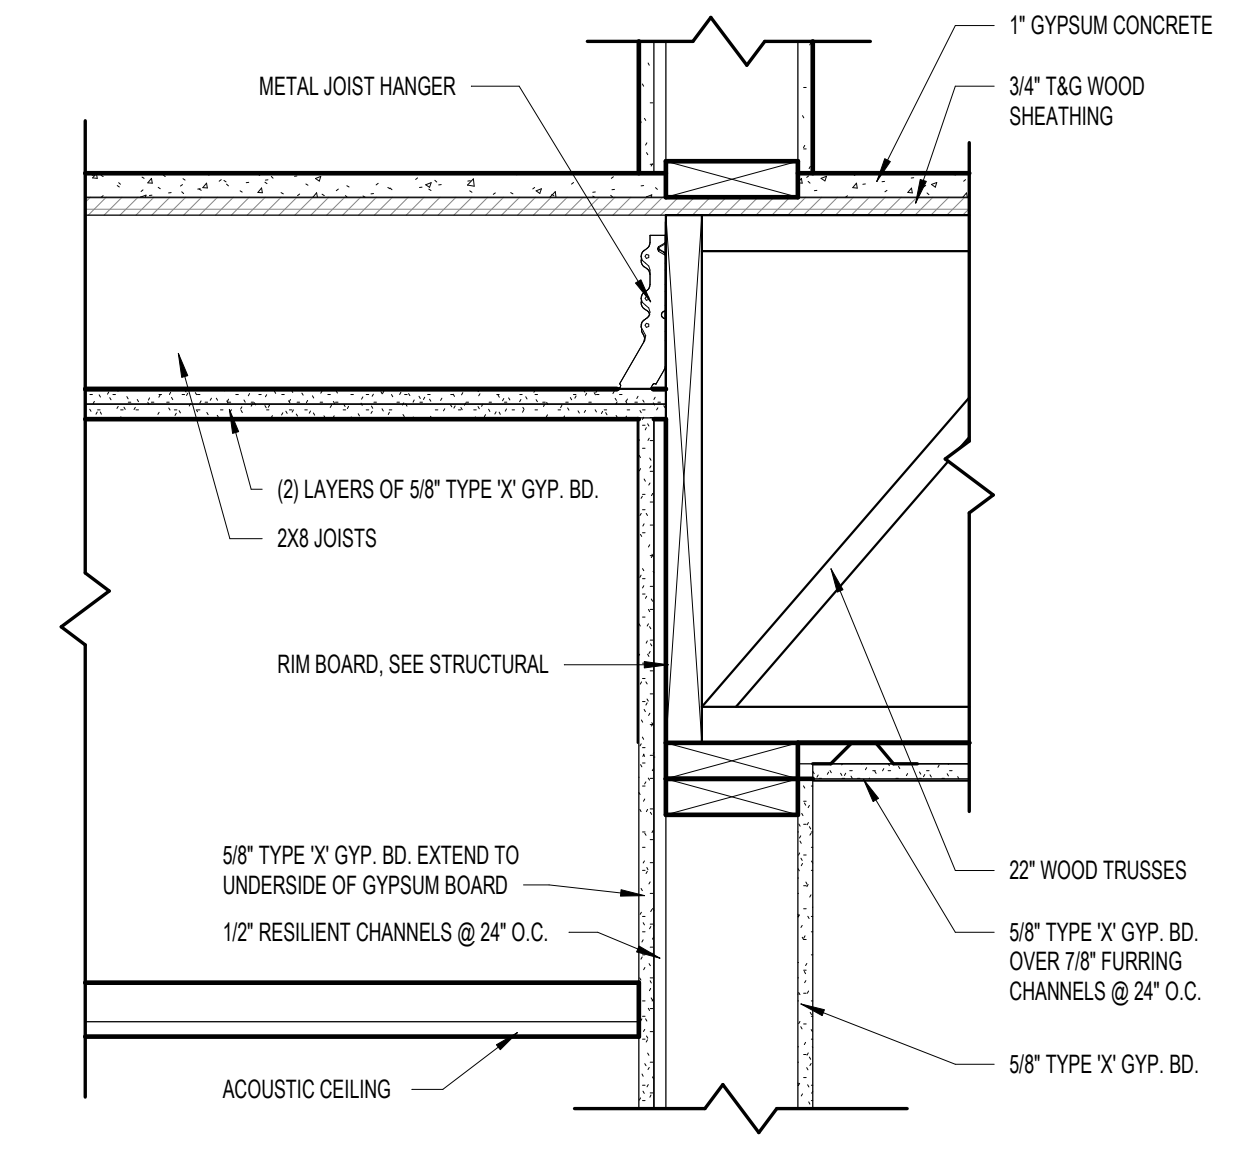 1" GYPSUM CONCRETE
METAL JOIST HANGER
3/4" T&G WOOD
SHEATHING
(2) LAYERS OF 5/8" TYPE 'X' GYP. BD.
2X8 JOISTS
RIM BOARD, SEE STRUCTURAL
5/8" TYPE 'X' GYP. BD. EXTEND TO
UNDERSIDE OF GYPSUM BOARD
1/2" RESILIENT CHANNELS @ 24" O.C.
ACOUSTIC CEILING
22" WOOD TRUSSES
5/8" TYPE 'X' GYP. BD.
OVER 7/8" FURRING
CHANNELS @ 24" O.C.
5/8" TYPE 'X' GYP. BD.